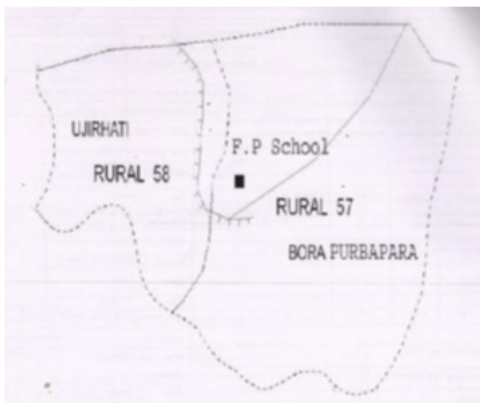 UJIRHATI
RURAL 58
F.P School
RURAL 57
BORA PURBAPARA